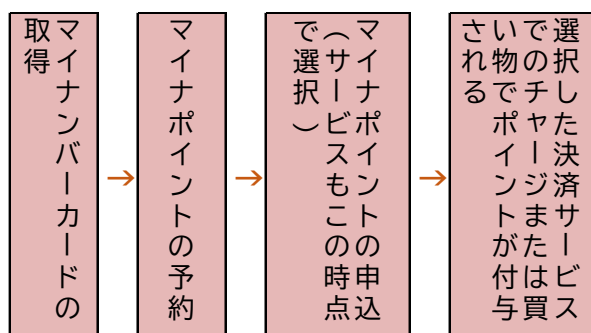 マイナンバーカードの
取得
→
マイナポイントの予約
→
マイナポイントの申込
（サービスもこの時点
で選択）
→
選択した決済サービス
でのチャージまたは買
い物でポイントが付与
される